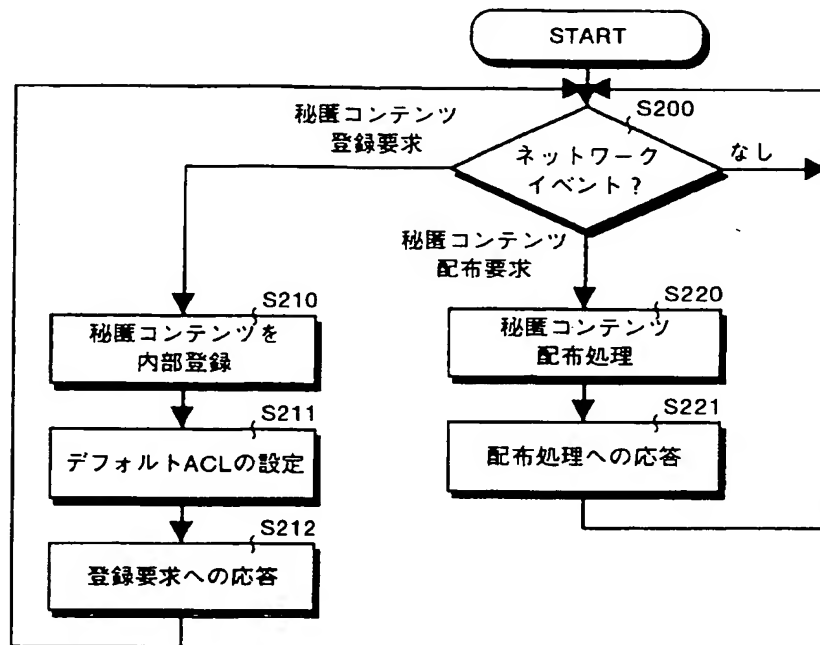 START
S200
秘匿コンテンツ
登録要求
ネットワーク
イベント?
なし
秘匿コンテンツ
配布要求
S210
秘匿コンテンツを
内部登録
S211
デフォルトACLの設定
S212
登録要求への応答
S220
秘匿コンテンツ
配布処理
S221
配布処理への応答